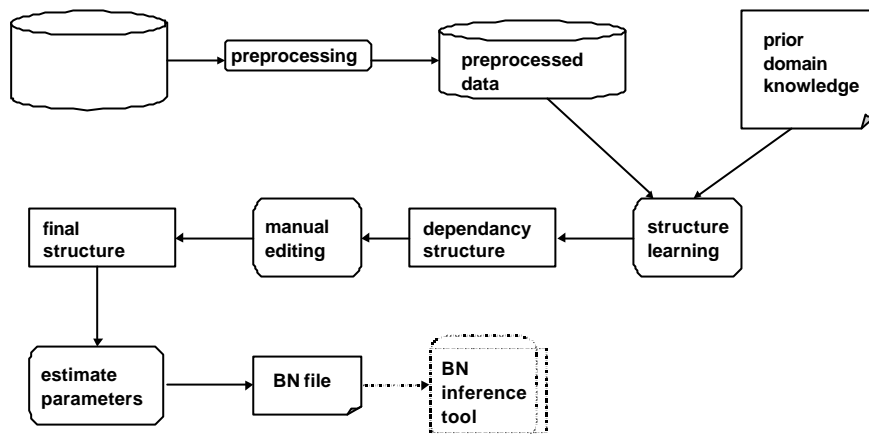 preprocessing
preprocessed
data
prior
domain
knowledge
final
structure
manual
editing
dependancy
structure
structure
learning
estimate
parameters
BN file
BN
inference
tool